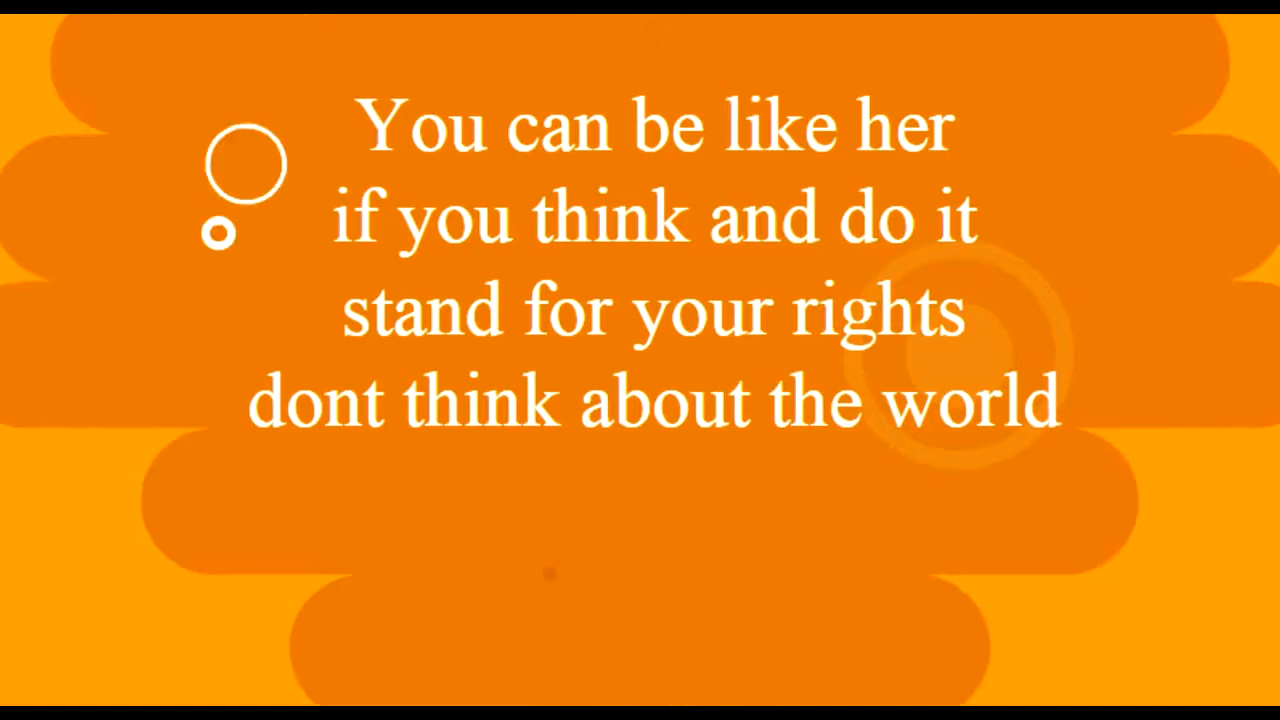 You can be like her
if you think and do it
stand for your rights
dont think about the world